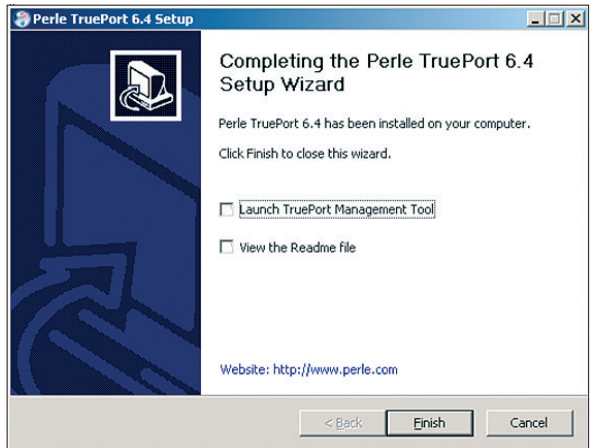 Perle TruePort 6.4 Setup
Completing the Perle TruePort 6.4
Setup Wizard
Perle TruePort 6.4 has been installed on your computer.
Click Finish to close this wizard.
Launch TruePort Management Tool
View the Readme file
Website: http://www.perle.com
< Back
Finish
Cancel